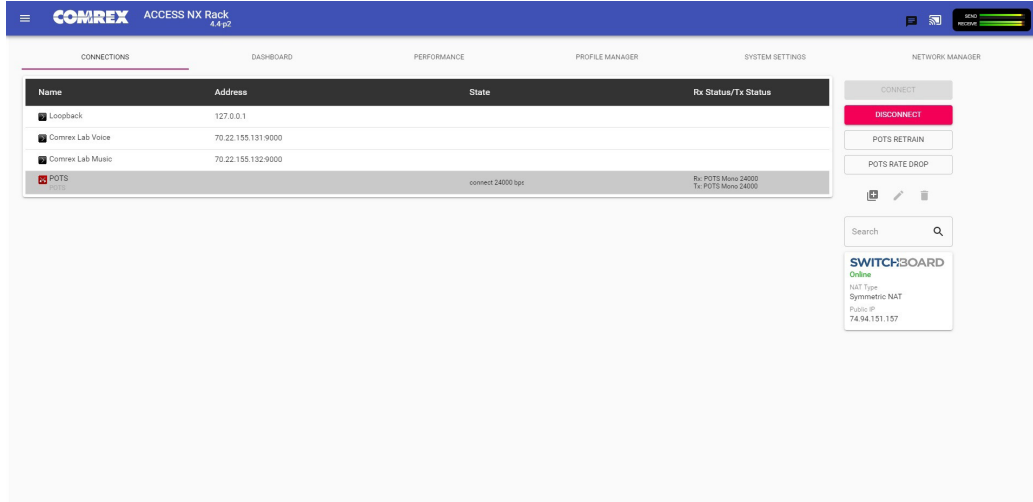 COMREX ACCESS NX Rack
4.4-p2
SEND
RECEIVE
CONNECTIONS DASHBOARD PERFORMANCE PROFILE MANAGER SYSTEM SETTINGS NETWORK MANAGER
Name Address State Rx Status/Tx Status
Loopback 127.0.0.1
Comrex Lab Voice 70.22.155.131:9000
Comrex Lab Music 70.22.155.132:9000
POTS
POTS
connect 24000 bps
Rx: POTS Mono 24000
Tx: POTS Mono 24000
CONNECT
DISCONNECT
POTS RETRAIN
POTS RATE DROP
Search
SWITCHBOARD
Online
NAT Type
Symmetric NAT
Public IP
74.94.151.157